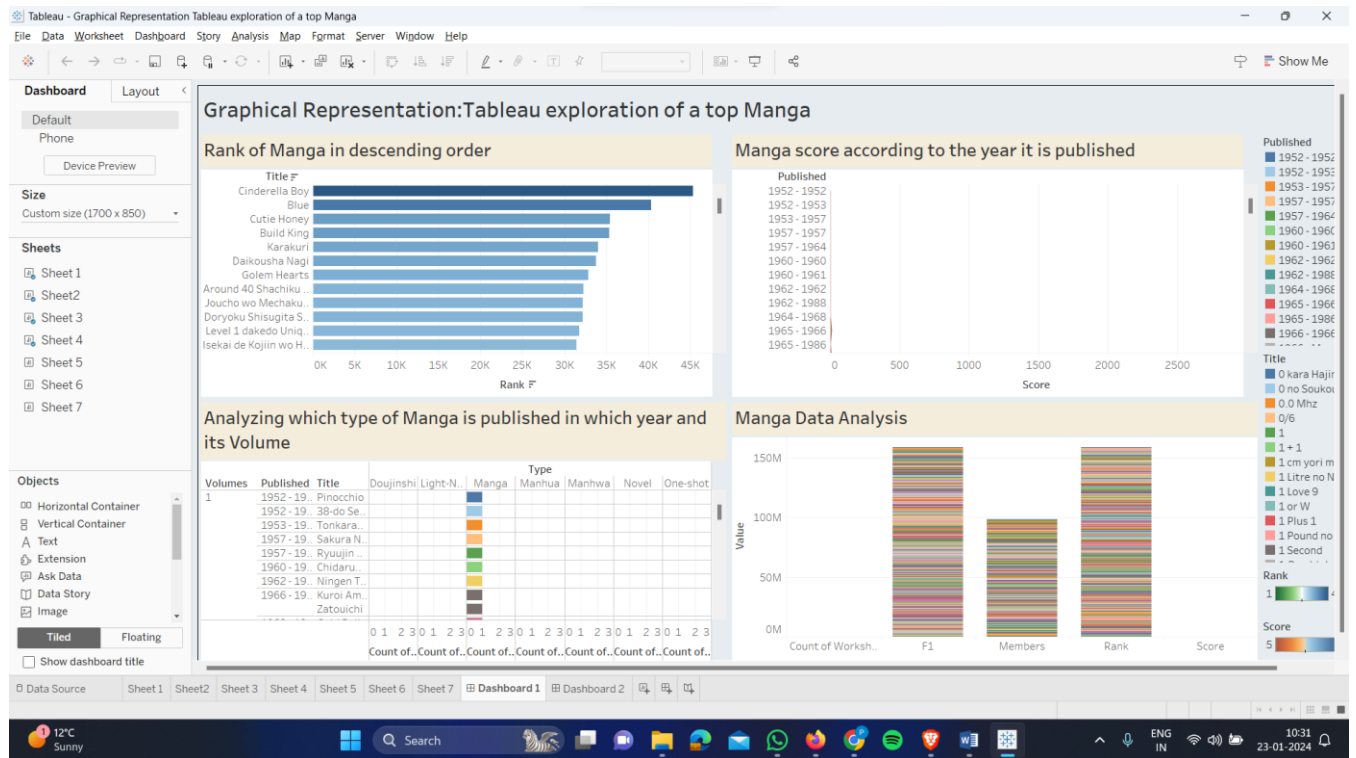 Tableau - Graphical Representation Tableau exploration of a top Manga
File Data Worksheet Dashboard Story Analysis Map Format Server Window Help
Show Me
Dashboard Layout
Default
Phone
Device Preview
Size
Custom size (1700 x 850)
Sheets
Sheet 1
Sheet2
Sheet 3
Sheet 4
Sheet 5
Sheet 6
Sheet 7
Objects
Horizontal Container
Vertical Container
Text
Extension
Ask Data
Data Story
Image
Tiled Floating
Show dashboard title
Graphical Representation:Tableau exploration of a top Manga
Rank of Manga in descending order
Title
Cinderella Boy
Blue
Cutie Honey
Build King
Karakuri
Daikousha Nagi
Golem Hearts
Around 40 Shachiku ..
Joucho wo Mechaku..
Doryoku Shisugita S..
Level 1 dakedo Uniq..
Isekai de Kojiin wo H..
0K 5K 10K 15K 20K 25K 30K 35K 40K 45K
Rank
Manga score according to the year it is published
Published
1952 - 1952
1952 - 1953
1953 - 1957
1957 - 1957
1957 - 1964
1960 - 1960
1960 - 1961
1962 - 1962
1962 - 1988
1964 - 1968
1965 - 1966
1965 - 1986
0 500 1000 1500 2000 2500
Score
Analyzing which type of Manga is published in which year and
its Volume
Type
Volumes Published Title Doujinshi Light-N.. Manga Manhua Manhwa Novel One-shot
1 1952 - 19.. Pinocchio
1952 - 19.. 38-do Se..
1953 - 19.. Tonkara..
1957 - 19.. Sakura N..
1957 - 19.. Ryuujin ..
1960 - 19.. Chidaru..
1962 - 19.. Ningen T..
1966 - 19.. Kuroi Am..
Zatouichi
0 1 2 3 0 1 2 3 0 1 2 3 0 1 2 3 0 1 2 3 0 1 2 3 0 1 2 3
Count of.. Count of.. Count of.. Count of.. Count of.. Count of.. Count of..
Manga Data Analysis
150M
100M
50M
0M
Value
Count of Worksh.. F1 Members Rank Score
Published
1952 - 1952
1952 - 1953
1953 - 1957
1957 - 1957
1957 - 1964
1960 - 1960
1960 - 1961
1962 - 1962
1962 - 1988
1964 - 1968
1965 - 1966
1965 - 1986
1966 - 1966
Title
0 kara Hajir
0 no Soukou
0.0 Mhz
0/6
1
1 + 1
1 cm yori m
1 Litre no N
1 Love 9
1 or W
1 Plus 1
1 Pound no
1 Second
Rank
1
Score
5
Data Source Sheet 1 Sheet2 Sheet 3 Sheet 4 Sheet 5 Sheet 6 Sheet 7 Dashboard 1 Dashboard 2
1
12°C
Sunny
Search
ENG
IN
10:31
23-01-2024